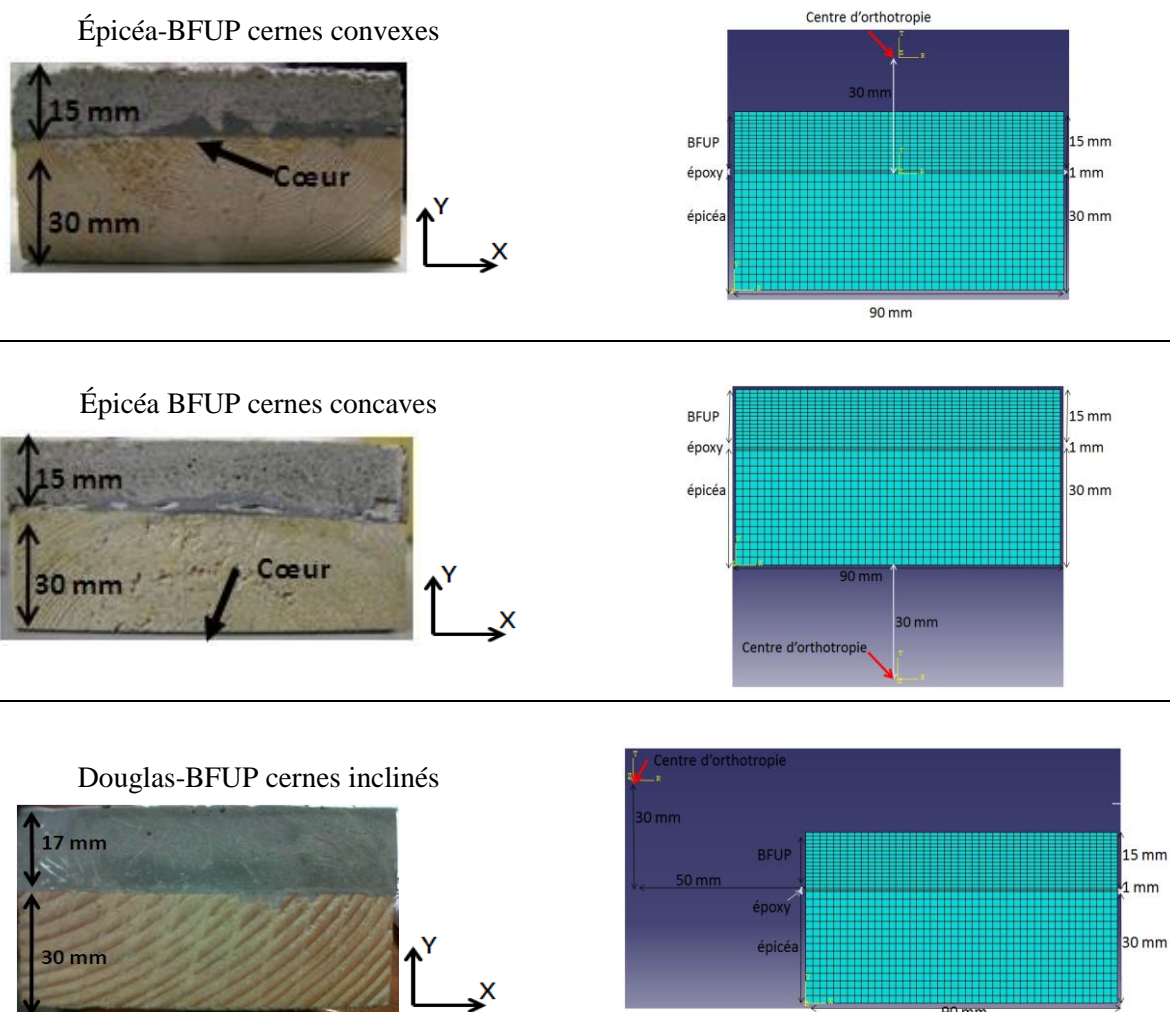 Épicéa-BFUP cernes convexes
15 mm
Cœur
30 mm
Y
X
Centre d'orthotropie
T
R
30 mm
BFUP
15 mm
T
époxy
R
1 mm
épicéa
30 mm
T
R
90 mm
Épicéa BFUP cernes concaves
15 mm
Cœur
30 mm
Y
X
BFUP
15 mm
époxy
1 mm
épicéa
30 mm
T
R
90 mm
30 mm
Centre d'orthotropie
T
R
Douglas-BFUP cernes inclinés
17 mm
30 mm
Y
X
T
Centre d'orthotropie
R
30 mm
BFUP
15 mm
50 mm
1 mm
époxy
épicéa
30 mm
T
R
90 mm